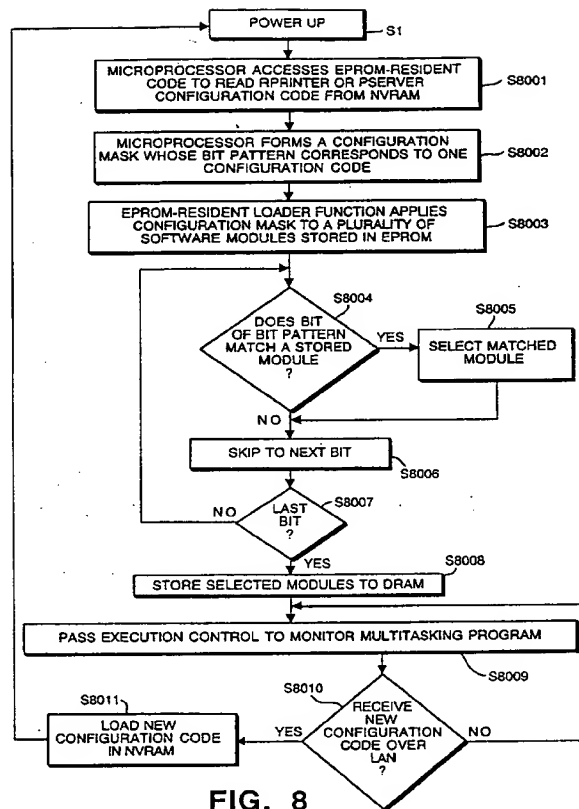 POWER UP
S1
MICROPROCESSOR ACCESSES EPROM-RESIDENT
CODE TO READ RPRINTER OR PSERVER
CONFIGURATION CODE FROM NVRAM
S8001
MICROPROCESSOR FORMS A CONFIGURATION
MASK WHOSE BIT PATTERN CORRESPONDS TO ONE
CONFIGURATION CODE
S8002
EPROM-RESIDENT LOADER FUNCTION APPLIES
CONFIGURATION MASK TO A PLURALITY OF
SOFTWARE MODULES STORED IN EPROM
S8003
S8004
DOES BIT
OF BIT PATTERN
MATCH A STORED
MODULE
?
YES
S8005
SELECT MATCHED
MODULE
NO
SKIP TO NEXT BIT
S8006
S8007
LAST
BIT
?
NO
YES
S8008
STORE SELECTED MODULES TO DRAM
PASS EXECUTION CONTROL TO MONITOR MULTITASKING PROGRAM
S8009
S8010
RECEIVE
NEW
CONFIGURATION
CODE OVER
LAN
?
YES
NO
S8011
LOAD NEW
CONFIGURATION CODE
IN NVRAM
FIG. 8